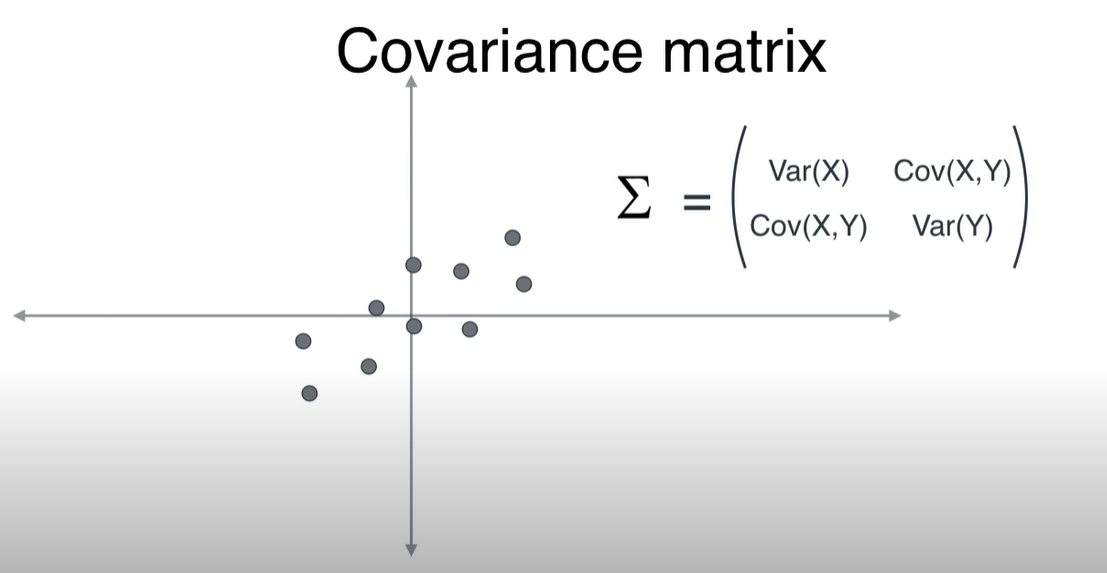 Covariance matrix
Σ = ( Var(X) Cov(X,Y)
Cov(X,Y) Var(Y) )